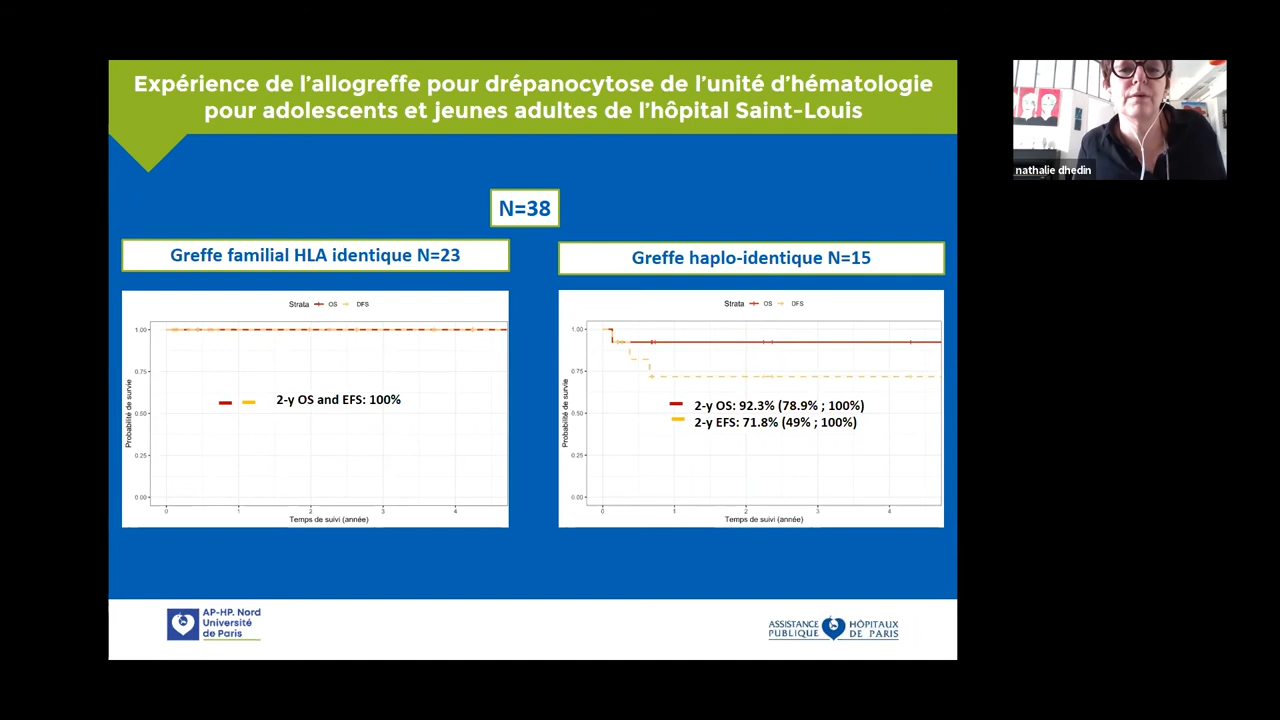 Expérience de l'allogreffe pour drépanocytose de l'unité d'hématologie
pour adolescents et jeunes adultes de l'hôpital Saint-Louis
nathalie dhedin
N=38
Greffe familial HLA identique N=23
Strata OS DFS
1.00
0.75
0.50
0.25
0.00
Probabilité de survie
2-y OS and EFS: 100%
0 1 2 3 4
Temps de suivi (année)
Greffe haplo-identique N=15
Strata OS DFS
1.00
0.75
0.50
0.25
0.00
Probabilité de survie
2-y OS: 92.3% (78.9% ; 100%)
2-y EFS: 71.8% (49% ; 100%)
0 1 2 3 4
Temps de suivi (année)
AP-HP. Nord
Université
de Paris
ASSISTANCE HÔPITAUX
PUBLIQUE DE PARIS